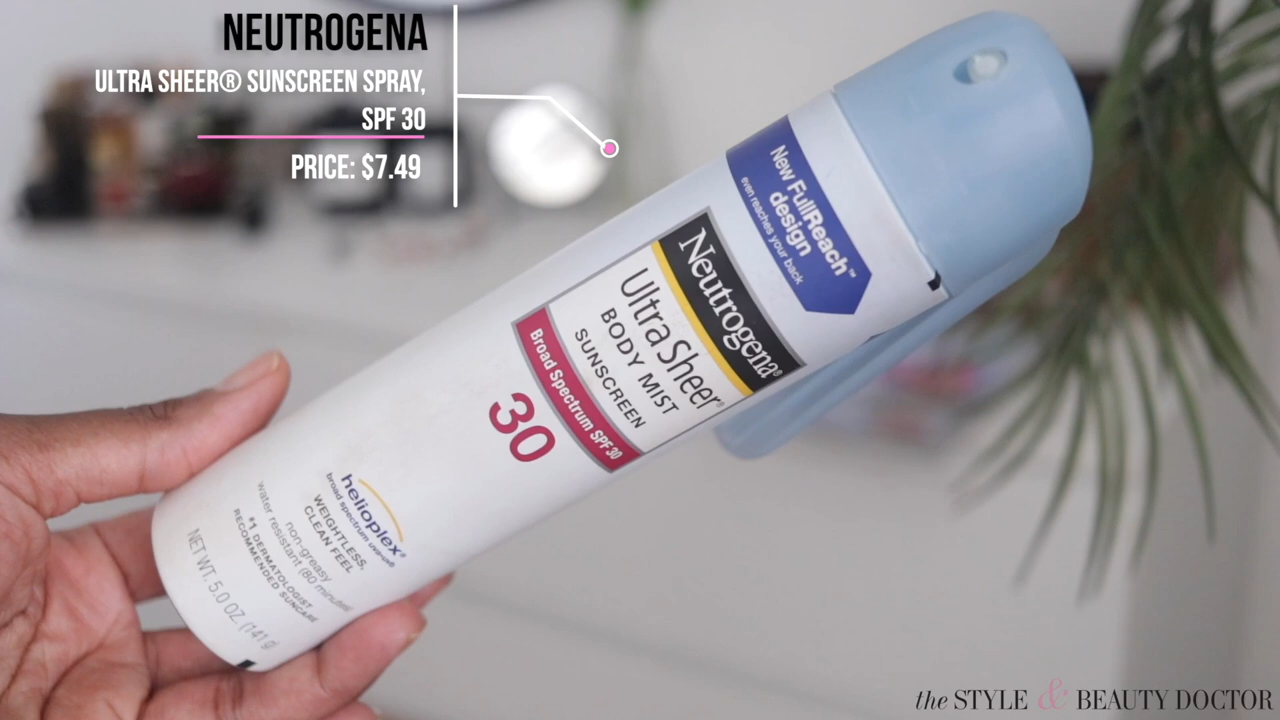 NEUTROGENA
ULTRA SHEER® SUNSCREEN SPRAY,
SPF 30
PRICE: $7.49
New FullReach™
design
even reaches your back
Neutrogena®
Ultra Sheer®
BODY MIST
SUNSCREEN
Broad Spectrum SPF 30
30
helioplex®
broad spectrum uva•uvb
WEIGHTLESS,
CLEAN FEEL
non-greasy
water resistant (80 minutes)
#1 DERMATOLOGIST
RECOMMENDED SUNCARE
NET WT. 5.0 OZ. (141 g)
the STYLE & BEAUTY DOCTOR